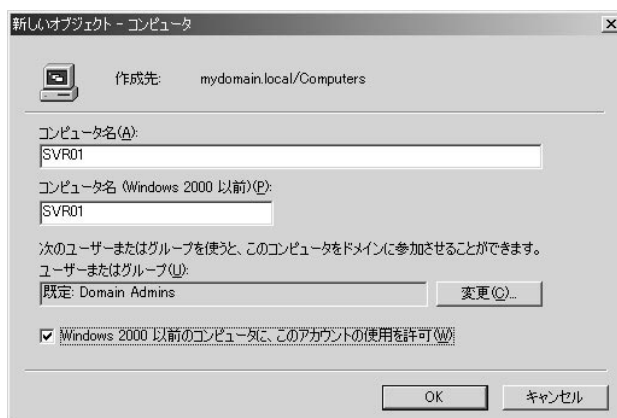 新しいオブジェクト - コンピュータ
作成先: mydomain.local/Computers
コンピュータ名(A):
SVR01
コンピュータ名 (Windows 2000 以前)(P):
SVR01
次のユーザーまたはグループを使うと、このコンピュータをドメインに参加させることができます。
ユーザーまたはグループ(U):
既定: Domain Admins
変更(C)...
Windows 2000 以前のコンピュータに、このアカウントの使用を許可(W)
OK
キャンセル